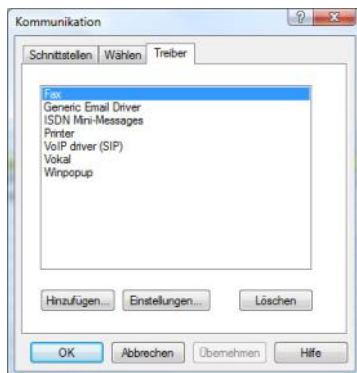 Kommunikation
Schnittstellen Wählen Treiber
Fax
Generic Email Driver
ISDN Mini-Messages
Printer
VoIP driver (SIP)
Vokal
Winpopup
Hinzufügen... Einstellungen... Löschen
OK Abbrechen Übernehmen Hilfe